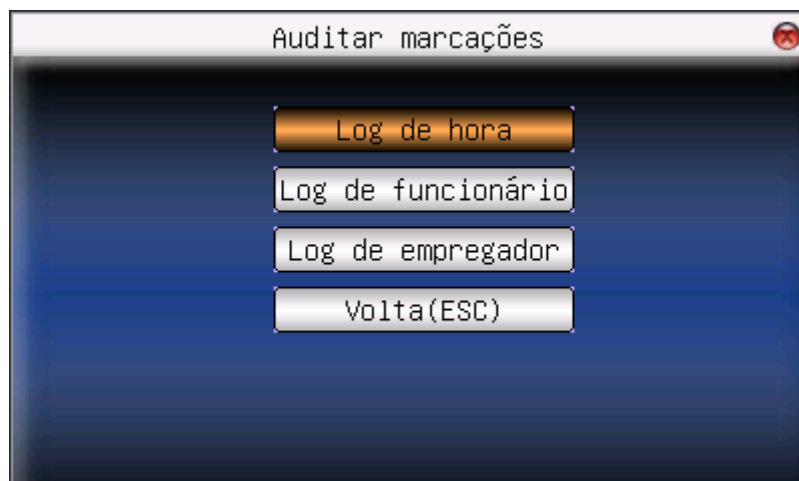 Auditar marcações
Log de hora
Log de funcionário
Log de empregador
Volta(ESC)